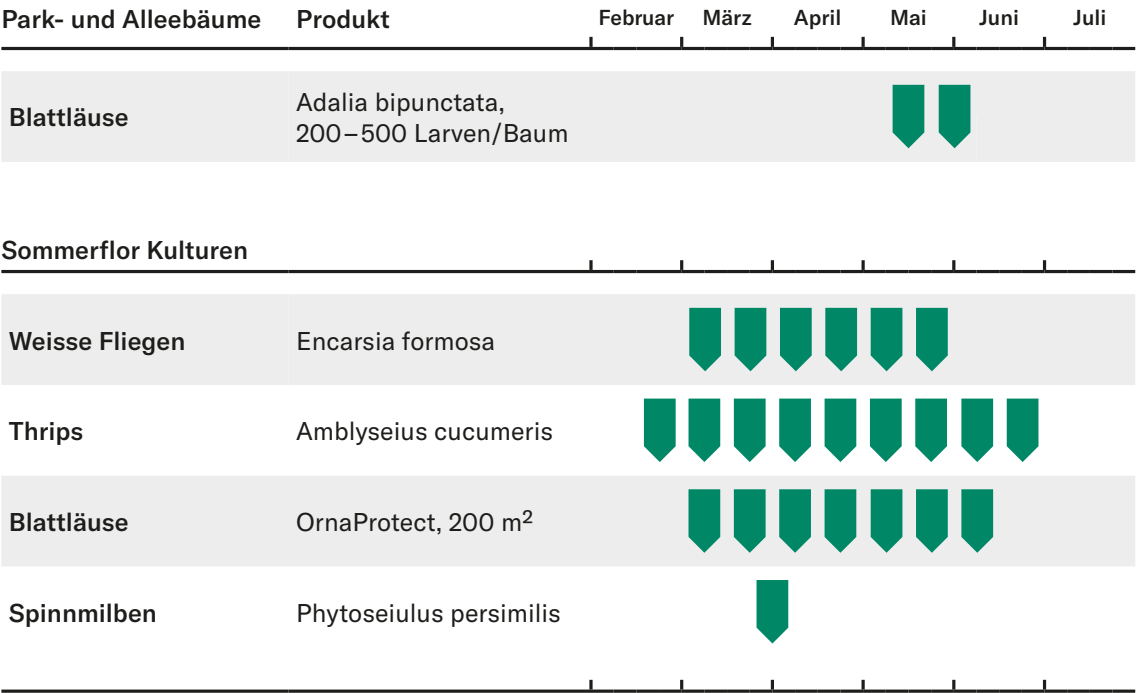 Park- und Alleebäume Produkt Februar März April Mai Juni Juli
Blattläuse Adalia bipunctata,
200–500 Larven/Baum
Sommerflor Kulturen
Weisse Fliegen Encarsia formosa
Thrips Amblyseius cucumeris
Blattläuse OrnaProtect, 200 m²
Spinnmilben Phytoseiulus persimilis